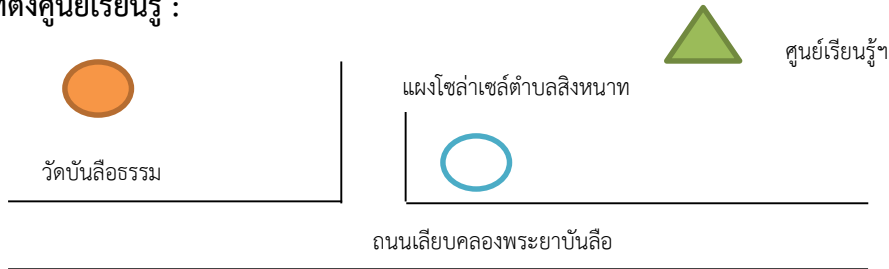 ที่ตั้งศูนย์เรียนรู้ :
ศูนย์เรียนรู้ฯ
แผงโซล่าเซล์ตำบลสิงหนาท
วัดบันลือธรรม
ถนนเลียบคลองพระยาบันลือ